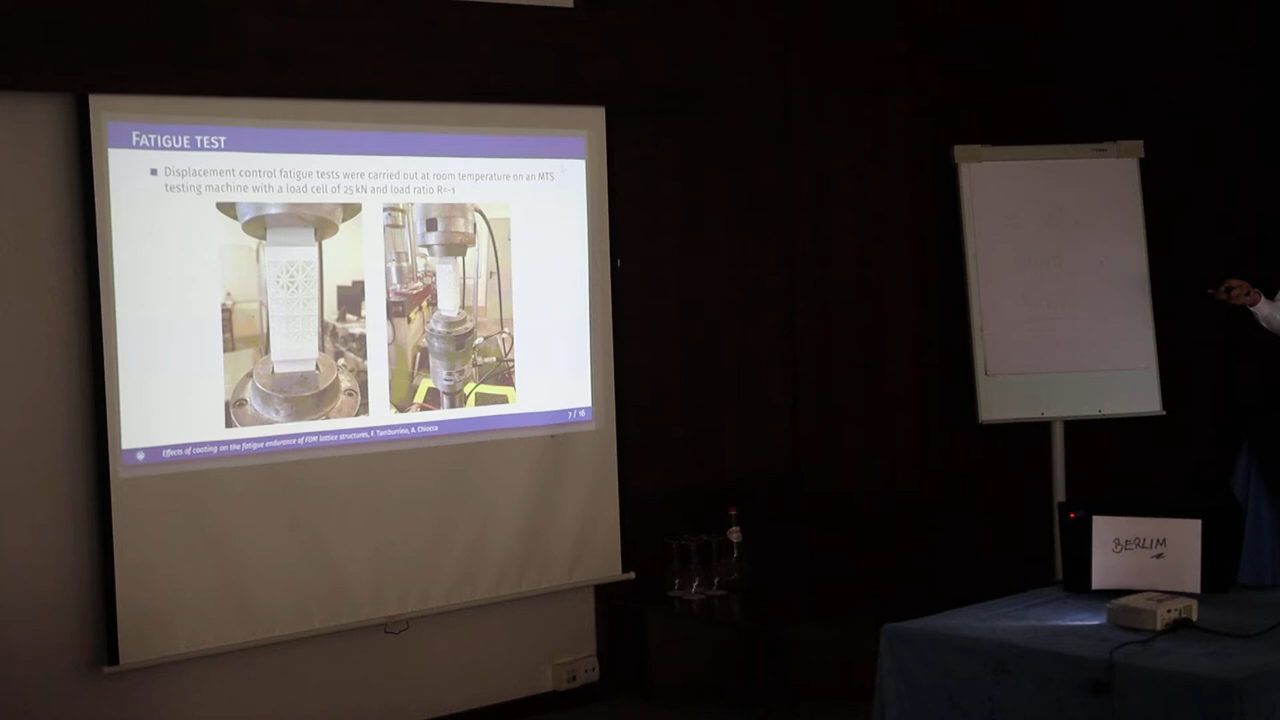 FATIGUE TEST
Displacement control fatigue tests were carried out at room temperature on an MTS
testing machine with a load cell of 25 kN and load ratio R=-1
7 / 16
Effects of coating on the fatigue endurance of FDM lattice structures, F. Tamburrino, A. Chiocca
BERLIM